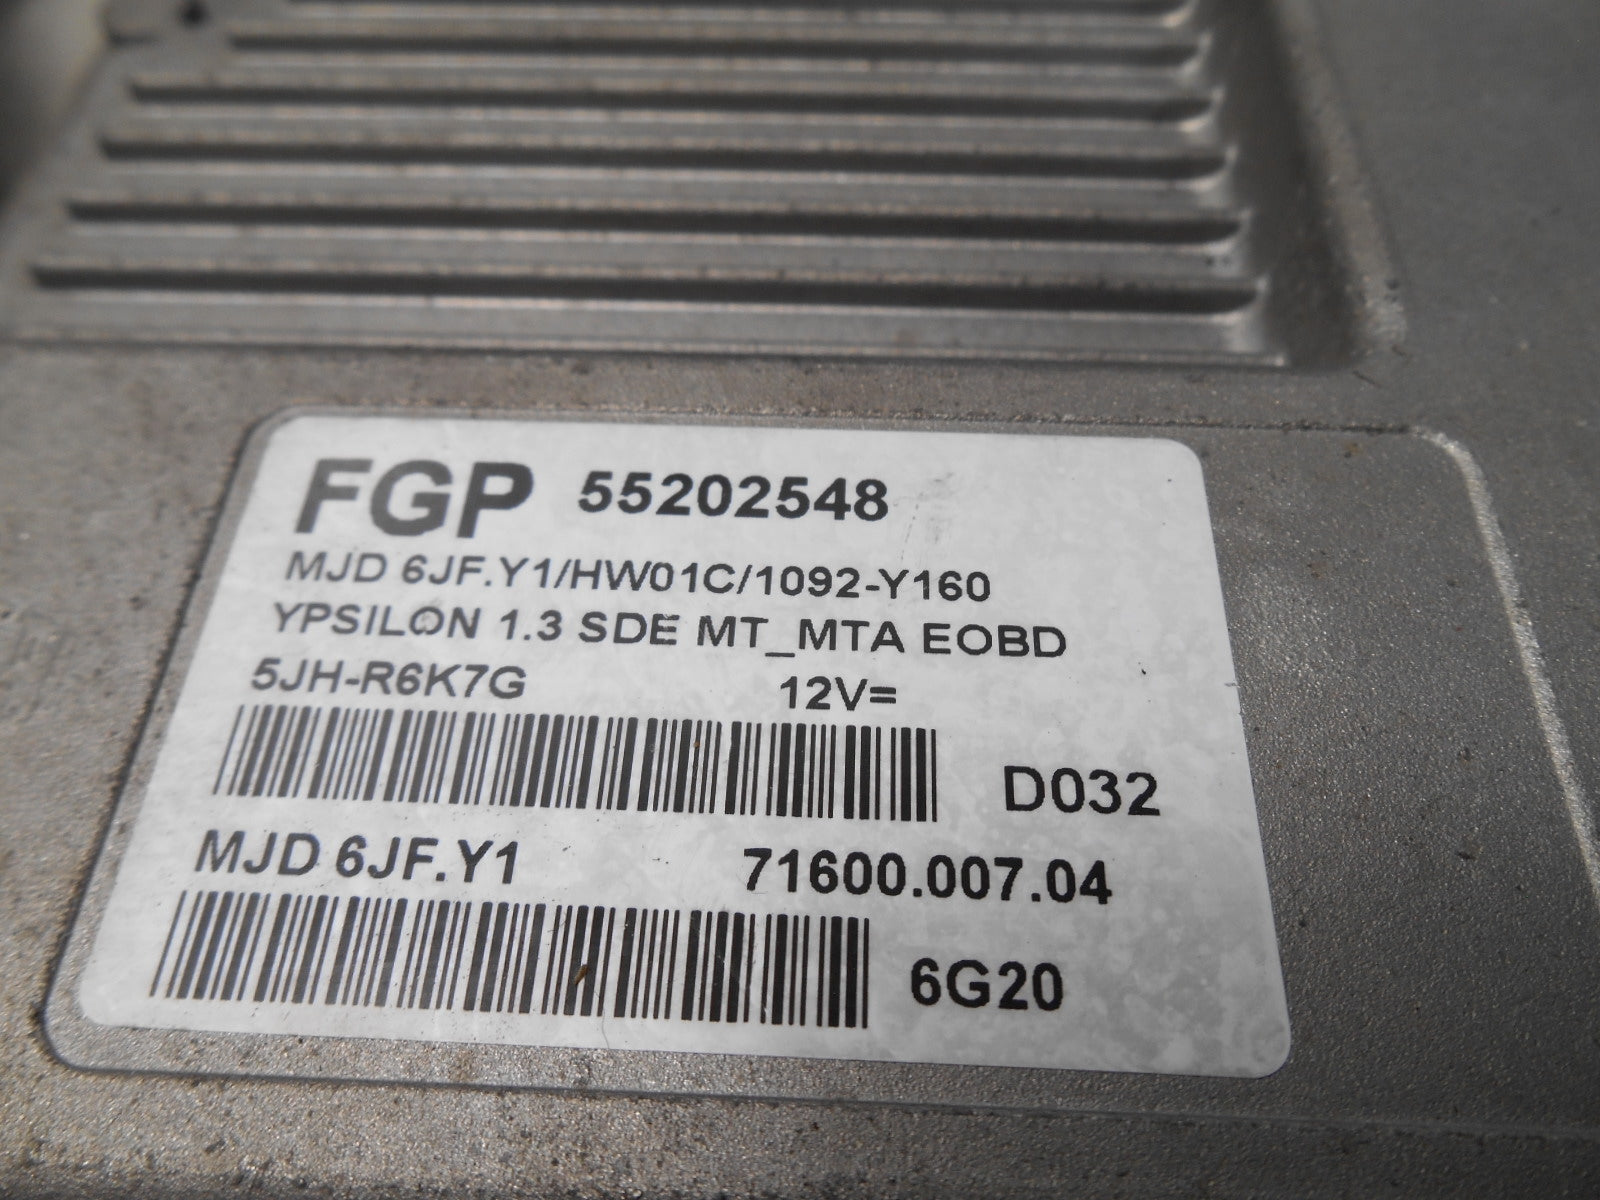 FGP 55202548
MJD 6JF.Y1/HW01C/1092-Y160
YPSILON 1.3 SDE MT_MTA EOBD
5JH-R6K7G 12V=
D032
MJD 6JF.Y1 71600.007.04
6G20